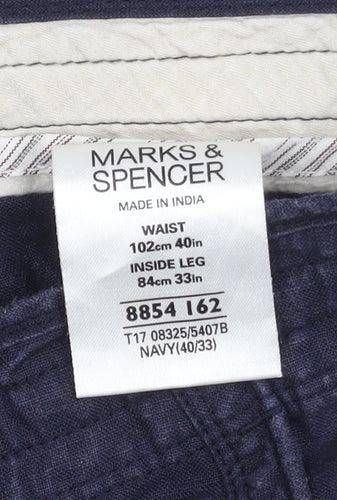 MARKS &
SPENCER
MADE IN INDIA
WAIST
102cm 40in
INSIDE LEG
84cm 33in
8854 162
T17 08325/5407B
NAVY(40/33)